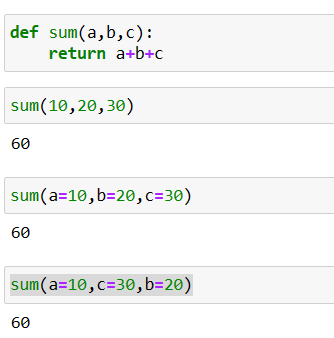 def sum(a,b,c):
    return a+b+c
sum(10,20,30)
60
sum(a=10,b=20,c=30)
60
sum(a=10,c=30,b=20)
60